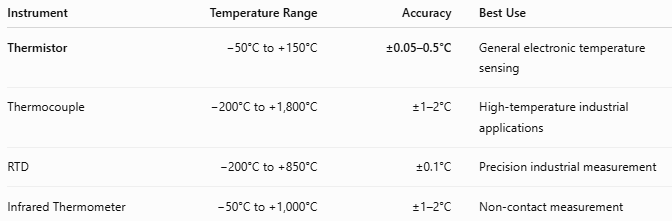 Instrument Temperature Range Accuracy Best Use
Thermistor −50°C to +150°C ±0.05–0.5°C General electronic temperature
sensing
Thermocouple −200°C to +1,800°C ±1–2°C High-temperature industrial
applications
RTD −200°C to +850°C ±0.1°C Precision industrial measurement
Infrared Thermometer −50°C to +1,000°C ±1–2°C Non-contact measurement